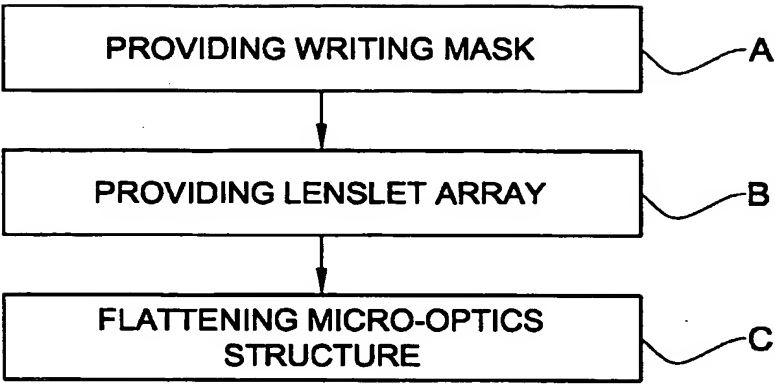 PROVIDING WRITING MASK
A
PROVIDING LENSLET ARRAY
B
FLATTENING MICRO-OPTICS
STRUCTURE
C